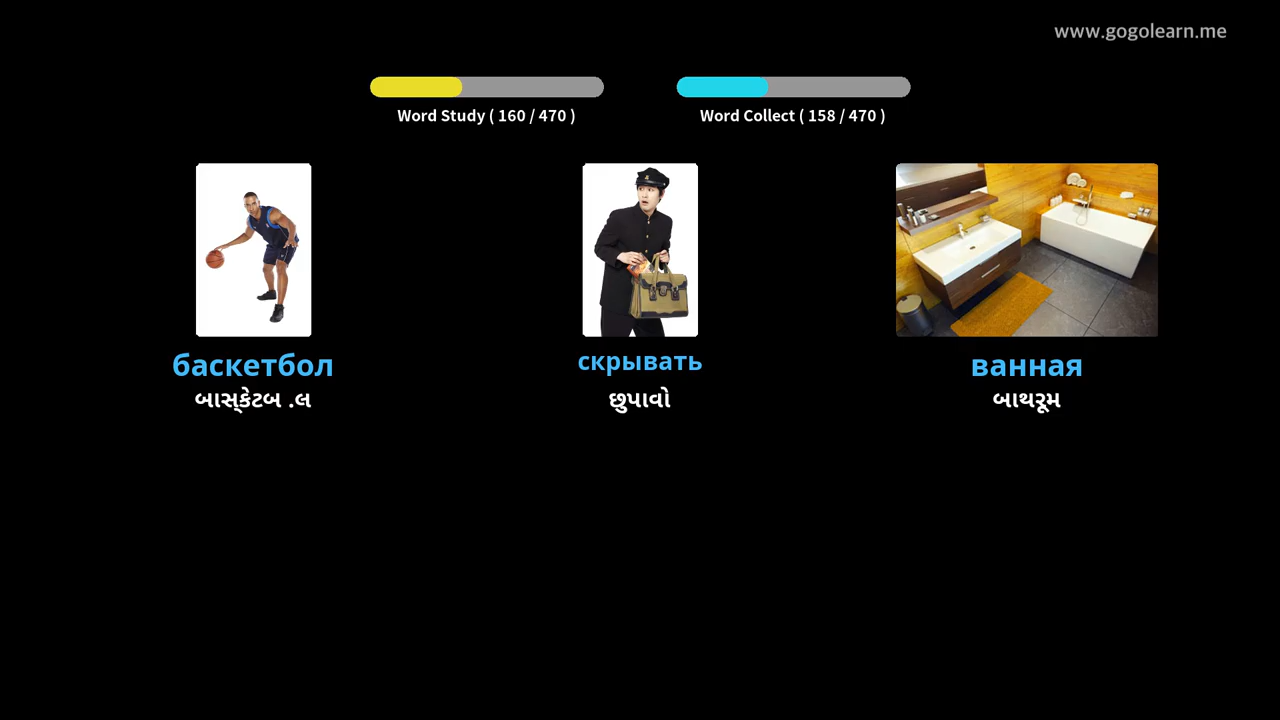 www.gogolearn.me
Word Study ( 160 / 470 )
Word Collect ( 158 / 470 )
баскетбол
скрывать
ванная
બાસ્કેટબ .લ
છુપાવો
બાથરૂમ